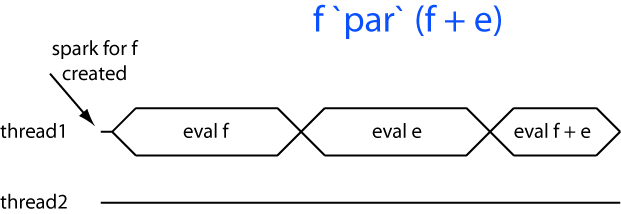 f `par` (f + e)
spark for f
created
thread1
eval f
eval e
eval f + e
thread2